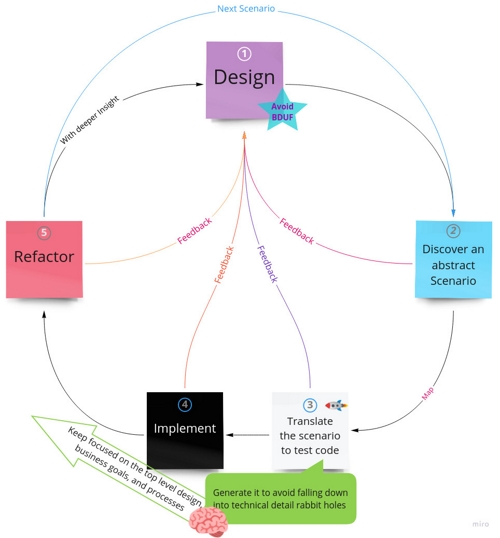 Next Scenario
1
Design
Avoid
BDUF
With deeper Insight
5
Refactor
2
Discover an
abstract
Scenario
Feedback
Feedback
Feedback
Feedback
Map
4
Implement
3
Translate
the scenario
to test code
Keep focused on the top level design,
business goals, and processes
Generate it to avoid falling down
into technical detail rabbit holes
miro